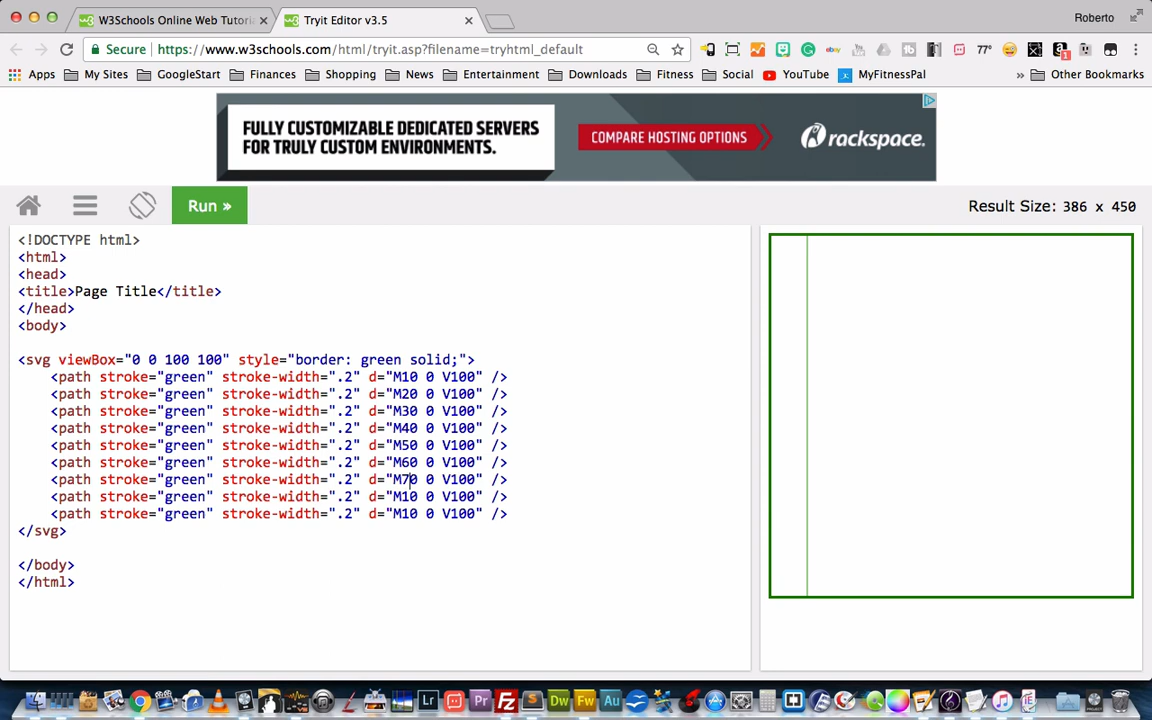 W3Schools Online Web Tutoria
Tryit Editor v3.5
Roberto
Secure https://www.w3schools.com/html/tryit.asp?filename=tryhtml_default
77°
Apps My Sites GoogleStart Finances Shopping News Entertainment Downloads Fitness Social YouTube MyFitnessPal » Other Bookmarks
FULLY CUSTOMIZABLE DEDICATED SERVERS
FOR TRULY CUSTOM ENVIRONMENTS.
COMPARE HOSTING OPTIONS
rackspace.
Run »
Result Size: 386 x 450
<!DOCTYPE html>
<html>
<head>
<title>Page Title</title>
</head>
<body>
<svg viewBox="0 0 100 100" style="border: green solid;">
<path stroke="green" stroke-width=".2" d="M10 0 V100" />
<path stroke="green" stroke-width=".2" d="M20 0 V100" />
<path stroke="green" stroke-width=".2" d="M30 0 V100" />
<path stroke="green" stroke-width=".2" d="M40 0 V100" />
<path stroke="green" stroke-width=".2" d="M50 0 V100" />
<path stroke="green" stroke-width=".2" d="M60 0 V100" />
<path stroke="green" stroke-width=".2" d="M70 0 V100" />
<path stroke="green" stroke-width=".2" d="M10 0 V100" />
<path stroke="green" stroke-width=".2" d="M10 0 V100" />
</svg>
</body>
</html>
Lr Pr Fz S Dw Fw Au